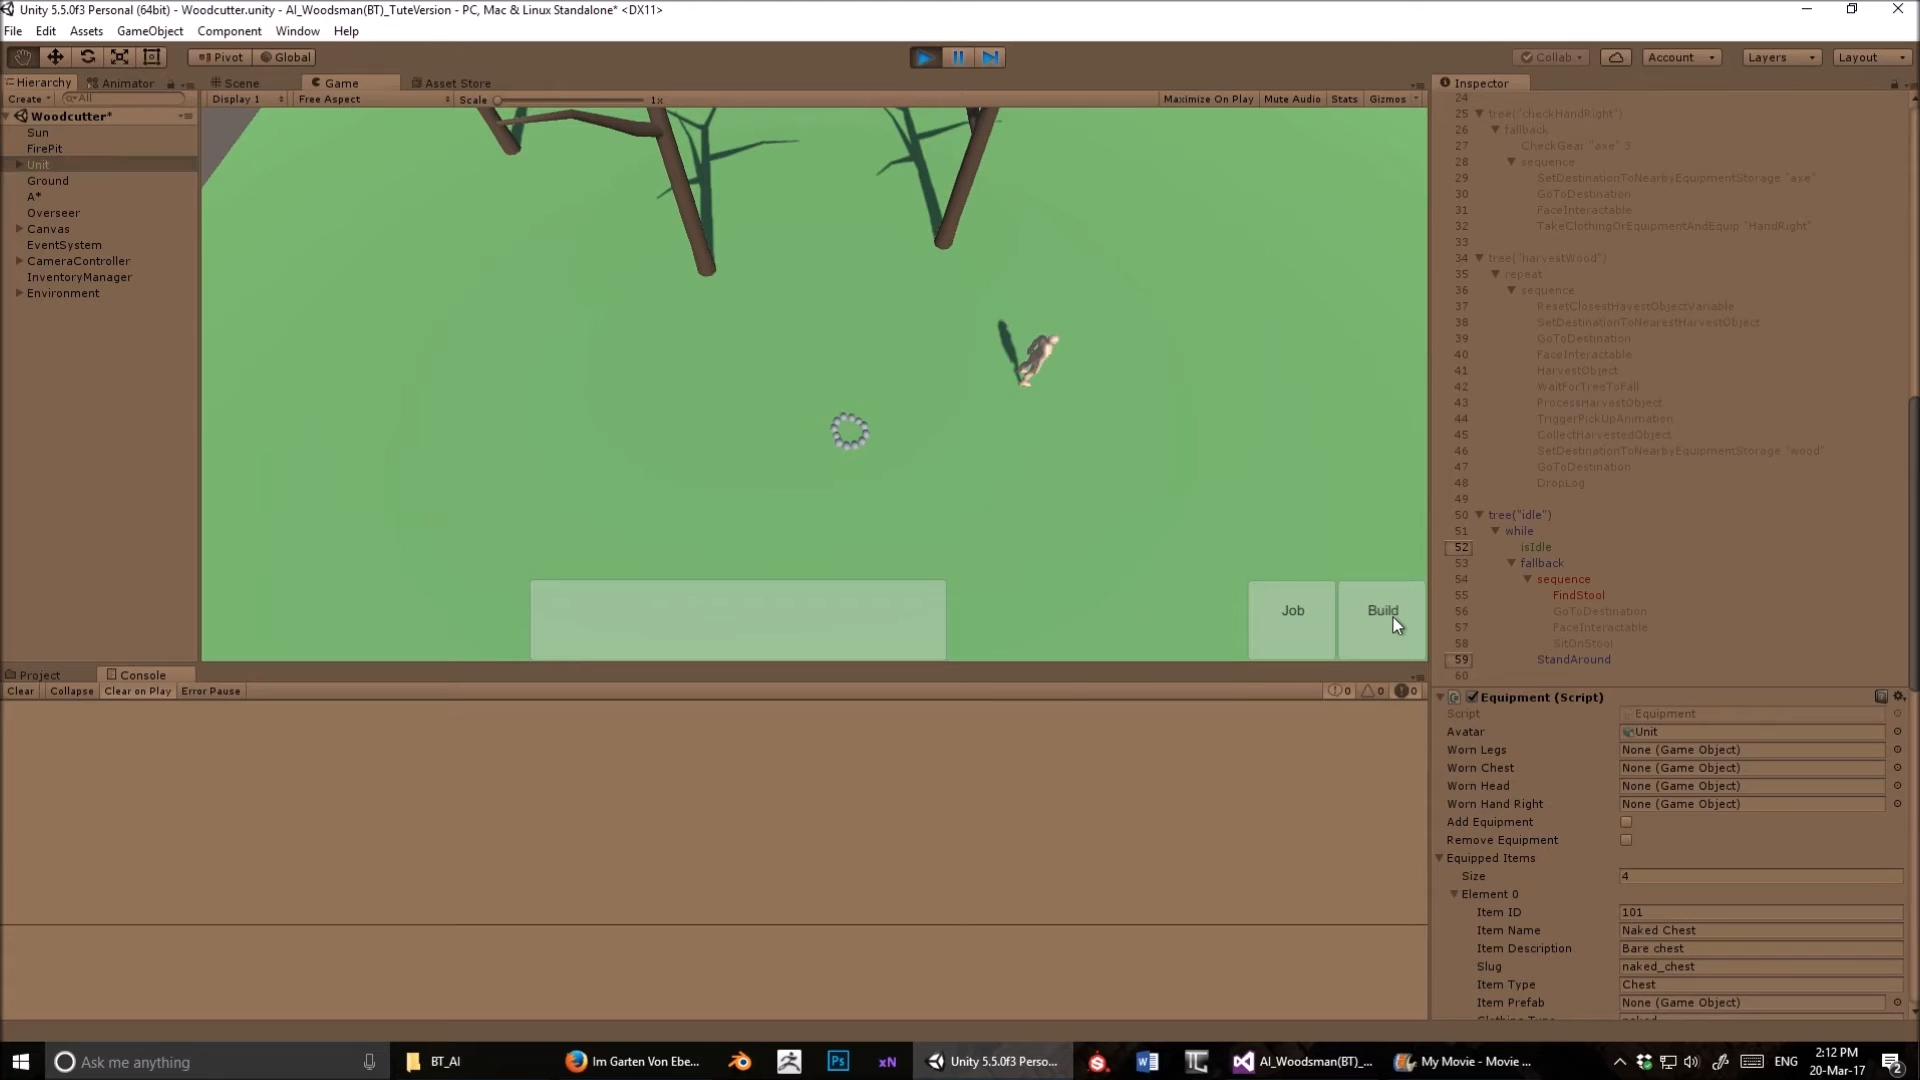 Unity 5.5.0f3 Personal (64bit) - Woodcutter.unity - AI_Woodsman(BT)_TuteVersion - PC, Mac & Linux Standalone* <DX11>
File Edit Assets GameObject Component Window Help
Pivot Global Collab Account Layers Layout
Hierarchy Animator Scene Game Asset Store Inspector
Create All Display 1 Free Aspect Scale 1x Maximize On Play Mute Audio Stats Gizmos
Woodcutter*
Sun
FirePit
Unit
Ground
A*
Overseer
Canvas
EventSystem
CameraController
InventoryManager
Environment
Job Build
24
25 tree("checkHandRight")
26 fallback
27 CheckGear "axe" 3
28 sequence
29 SetDestinationToNearbyEquipmentStorage "axe"
30 GoToDestination
31 FaceInteractable
32 TakeClothingOrEquipmentAndEquip "HandRight"
33
34 tree("harvestWood")
35 repeat
36 sequence
37 ResetClosestHavestObjectVariable
38 SetDestinationToNearestHarvestObject
39 GoToDestination
40 FaceInteractable
41 HarvestObject
42 WaitForTreeToFall
43 ProcessHarvestObject
44 TriggerPickUpAnimation
45 CollectHarvestedObject
46 SetDestinationToNearbyEquipmentStorage "wood"
47 GoToDestination
48 DropLog
49
50 tree("idle")
51 while
52 isIdle
53 fallback
54 sequence
55 FindStool
56 GoToDestination
57 FaceInteractable
58 SitOnStool
59 StandAround
60
Equipment (Script)
Script Equipment
Avatar Unit
Worn Legs None (Game Object)
Worn Chest None (Game Object)
Worn Head None (Game Object)
Worn Hand Right None (Game Object)
Add Equipment
Remove Equipment
Equipped Items
Size 4
Element 0
Item ID 101
Item Name Naked Chest
Item Description Bare chest
Slug naked_chest
Item Type Chest
Item Prefab None (Game Object)
Project Console
Clear Collapse Clear on Play Error Pause 0 0 0
Ask me anything BT_AI Im Garten Von Ebe... Ps xN Unity 5.5.0f3 Perso... AI_Woodsman(BT)_... My Movie - Movie ... ENG 2:12 PM
20-Mar-17 2